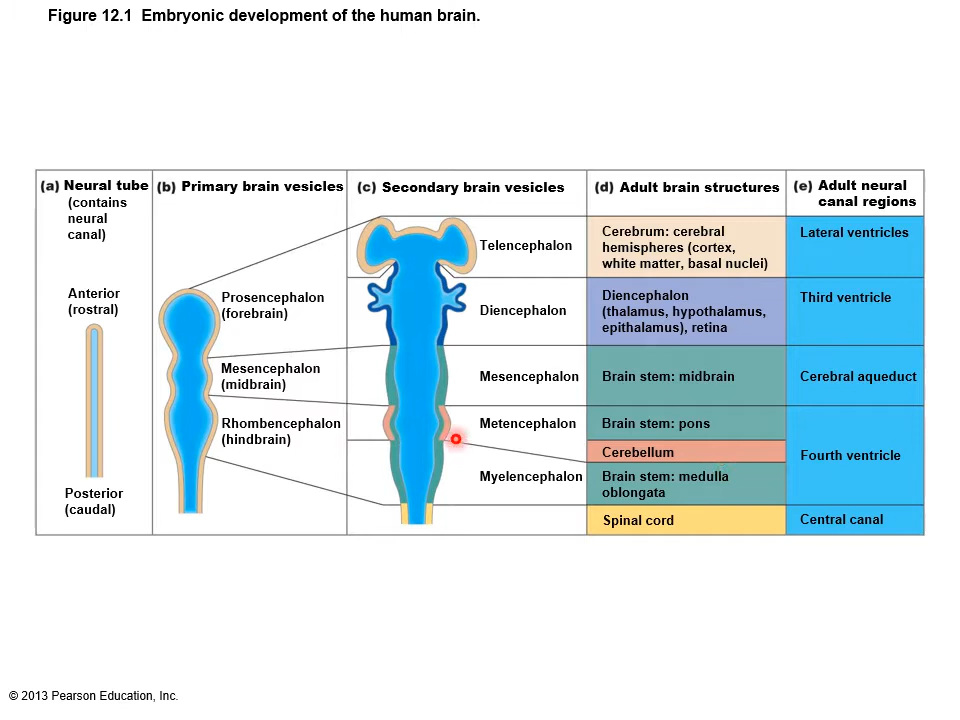 Figure 12.1  Embryonic development of the human brain.
(a) Neural tube
(contains
neural
canal)
Anterior
(rostral)
Posterior
(caudal)
(b) Primary brain vesicles
Prosencephalon
(forebrain)
Mesencephalon
(midbrain)
Rhombencephalon
(hindbrain)
(c) Secondary brain vesicles
Telencephalon
Diencephalon
Mesencephalon
Metencephalon
Myelencephalon
(d) Adult brain structures
Cerebrum: cerebral
hemispheres (cortex,
white matter, basal nuclei)
Diencephalon
(thalamus, hypothalamus,
epithalamus), retina
Brain stem: midbrain
Brain stem: pons
Cerebellum
Brain stem: medulla
oblongata
Spinal cord
(e) Adult neural
canal regions
Lateral ventricles
Third ventricle
Cerebral aqueduct
Fourth ventricle
Central canal
© 2013 Pearson Education, Inc.